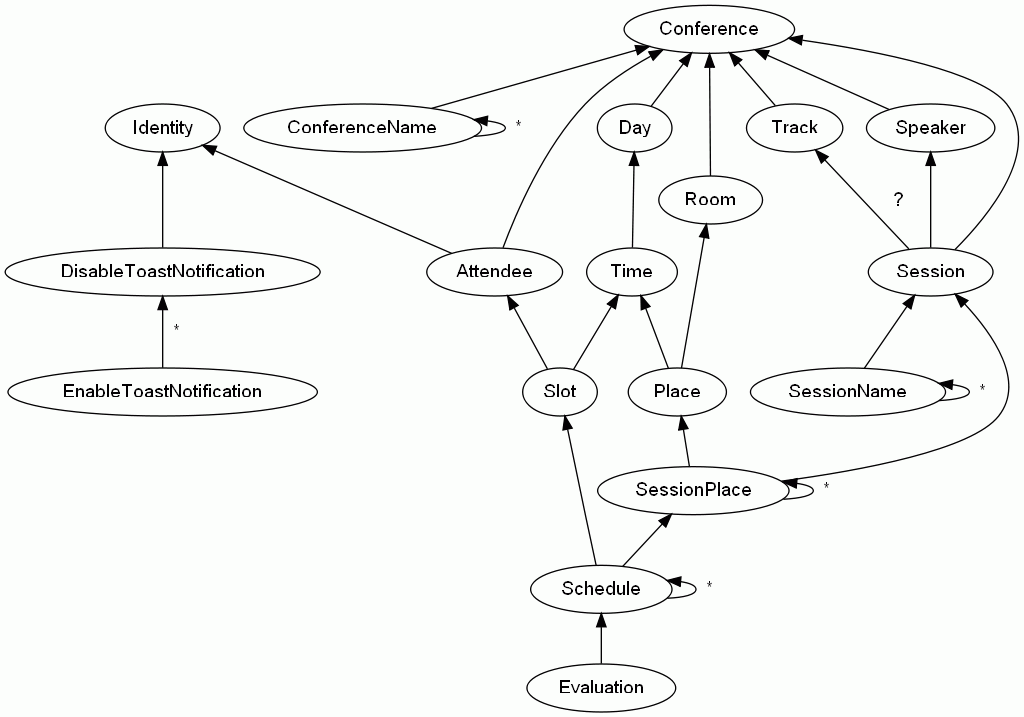 Conference
Identity
ConferenceName
*
Day
Track
Speaker
Room
?
DisableToastNotification
Attendee
Time
Session
*
EnableToastNotification
Slot
Place
SessionName
*
SessionPlace
*
Schedule
*
Evaluation